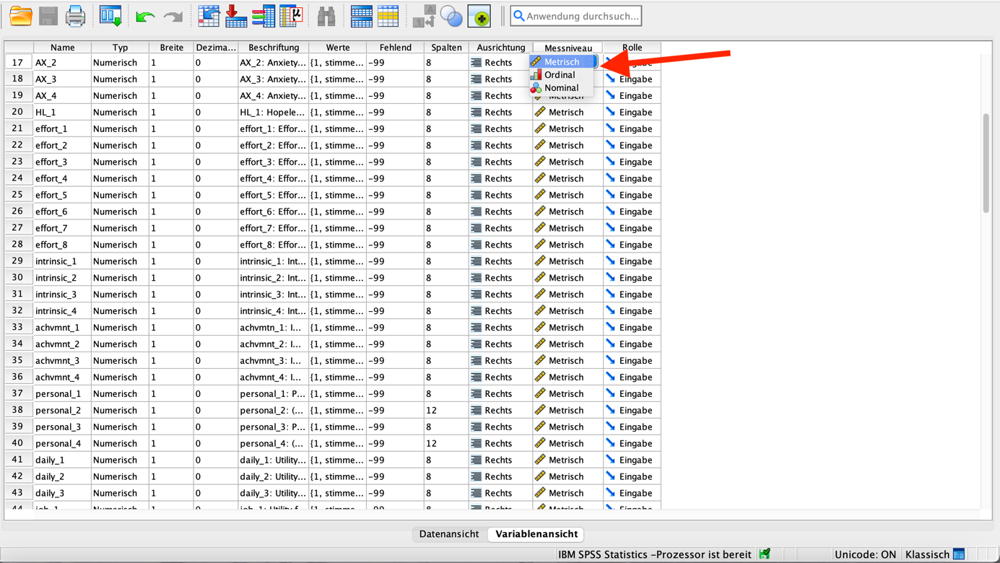 Anwendung durchsuch...
Name Typ Breite Dezima... Beschriftung Werte Fehlend Spalten Ausrichtung Messniveau Rolle
17 AX_2 Numerisch 1 0 AX_2: Anxiety... {1, stimme... -99 8 Rechts Metrisch
Ordinal
Nominal
18 AX_3 Numerisch 1 0 AX_3: Anxiety... {1, stimme... -99 8 Rechts Eingabe
19 AX_4 Numerisch 1 0 AX_4: Anxiety... {1, stimme... -99 8 Rechts Metrisch Eingabe
20 HL_1 Numerisch 1 0 HL_1: Hopele... {1, stimme... -99 8 Rechts Metrisch Eingabe
21 effort_1 Numerisch 1 0 effort_1: Effor... {1, stimme... -99 8 Rechts Metrisch Eingabe
22 effort_2 Numerisch 1 0 effort_2: Effor... {1, stimme... -99 8 Rechts Metrisch Eingabe
23 effort_3 Numerisch 1 0 effort_3: Effor... {1, stimme... -99 8 Rechts Metrisch Eingabe
24 effort_4 Numerisch 1 0 effort_4: Effor... {1, stimme... -99 8 Rechts Metrisch Eingabe
25 effort_5 Numerisch 1 0 effort_5: Effor... {1, stimme... -99 8 Rechts Metrisch Eingabe
26 effort_6 Numerisch 1 0 effort_6: Effor... {1, stimme... -99 8 Rechts Metrisch Eingabe
27 effort_7 Numerisch 1 0 effort_7: Effor... {1, stimme... -99 8 Rechts Metrisch Eingabe
28 effort_8 Numerisch 1 0 effort_8: Effor... {1, stimme... -99 8 Rechts Metrisch Eingabe
29 intrinsic_1 Numerisch 1 0 intrinsic_1: Int... {1, stimme... -99 8 Rechts Metrisch Eingabe
30 intrinsic_2 Numerisch 1 0 intrinsic_2: Int... {1, stimme... -99 8 Rechts Metrisch Eingabe
31 intrinsic_3 Numerisch 1 0 intrinsic_3: Int... {1, stimme... -99 8 Rechts Metrisch Eingabe
32 intrinsic_4 Numerisch 1 0 intrinsic_4: Int... {1, stimme... -99 8 Rechts Metrisch Eingabe
33 achvmnt_1 Numerisch 1 0 achvmtn_1: I... {1, stimme... -99 8 Rechts Metrisch Eingabe
34 achvmnt_2 Numerisch 1 0 achvmnt_2: I... {1, stimme... -99 8 Rechts Metrisch Eingabe
35 achvmnt_3 Numerisch 1 0 achvmnt_3: I... {1, stimme... -99 8 Rechts Metrisch Eingabe
36 achvmnt_4 Numerisch 1 0 achvmnt_4: I... {1, stimme... -99 8 Rechts Metrisch Eingabe
37 personal_1 Numerisch 1 0 personal_1: P... {1, stimme... -99 8 Rechts Metrisch Eingabe
38 personal_2 Numerisch 1 0 personal_2: (... {1, stimme... -99 12 Rechts Metrisch Eingabe
39 personal_3 Numerisch 1 0 personal_3: P... {1, stimme... -99 8 Rechts Metrisch Eingabe
40 personal_4 Numerisch 1 0 personal_4: (... {1, stimme... -99 12 Rechts Metrisch Eingabe
41 daily_1 Numerisch 1 0 daily_1: Utility... {1, stimme... -99 8 Rechts Metrisch Eingabe
42 daily_2 Numerisch 1 0 daily_2: Utility... {1, stimme... -99 8 Rechts Metrisch Eingabe
43 daily_3 Numerisch 1 0 daily_3: Utility... {1, stimme... -99 8 Rechts Metrisch Eingabe
Datenansicht Variablenansicht
IBM SPSS Statistics -Prozessor ist bereit Unicode: ON Klassisch